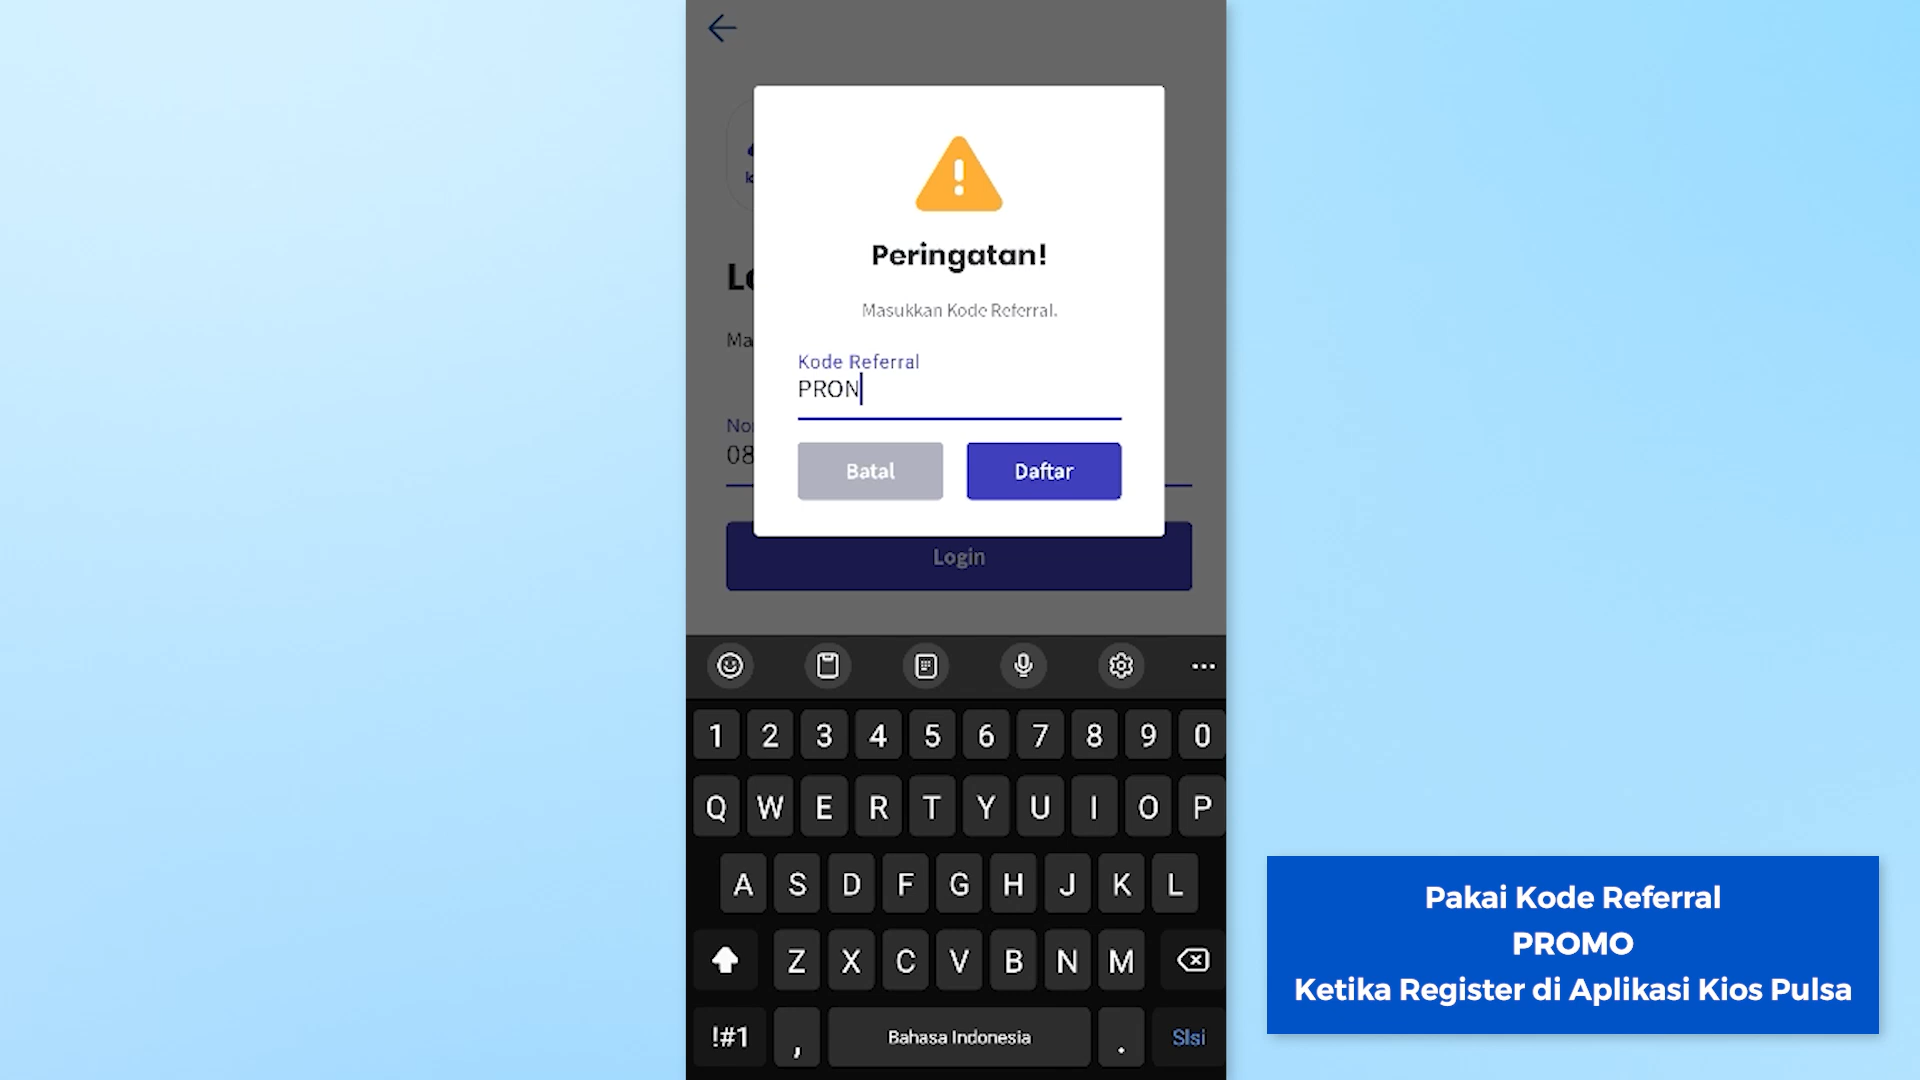 Peringatan!
Masukkan Kode Referral.
Kode Referral
PRON
Batal
Daftar
Login
08
1 2 3 4 5 6 7 8 9 0
Q W E R T Y U I O P
A S D F G H J K L
Z X C V B N M
!#1 , Bahasa Indonesia . SIsi
Pakai Kode Referral
PROMO
Ketika Register di Aplikasi Kios Pulsa